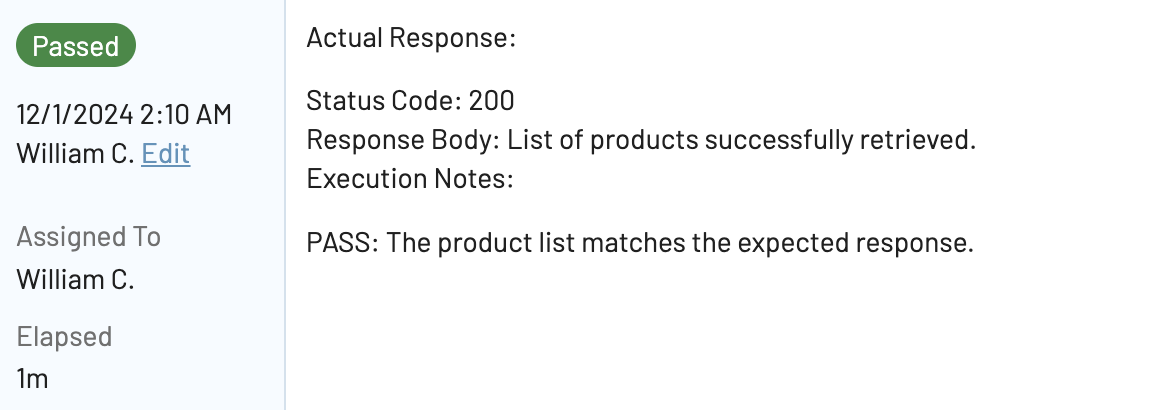 Passed
12/1/2024 2:10 AM
William C. Edit
Assigned To
William C.
Elapsed
1m
Actual Response:
Status Code: 200
Response Body: List of products successfully retrieved.
Execution Notes:
PASS: The product list matches the expected response.